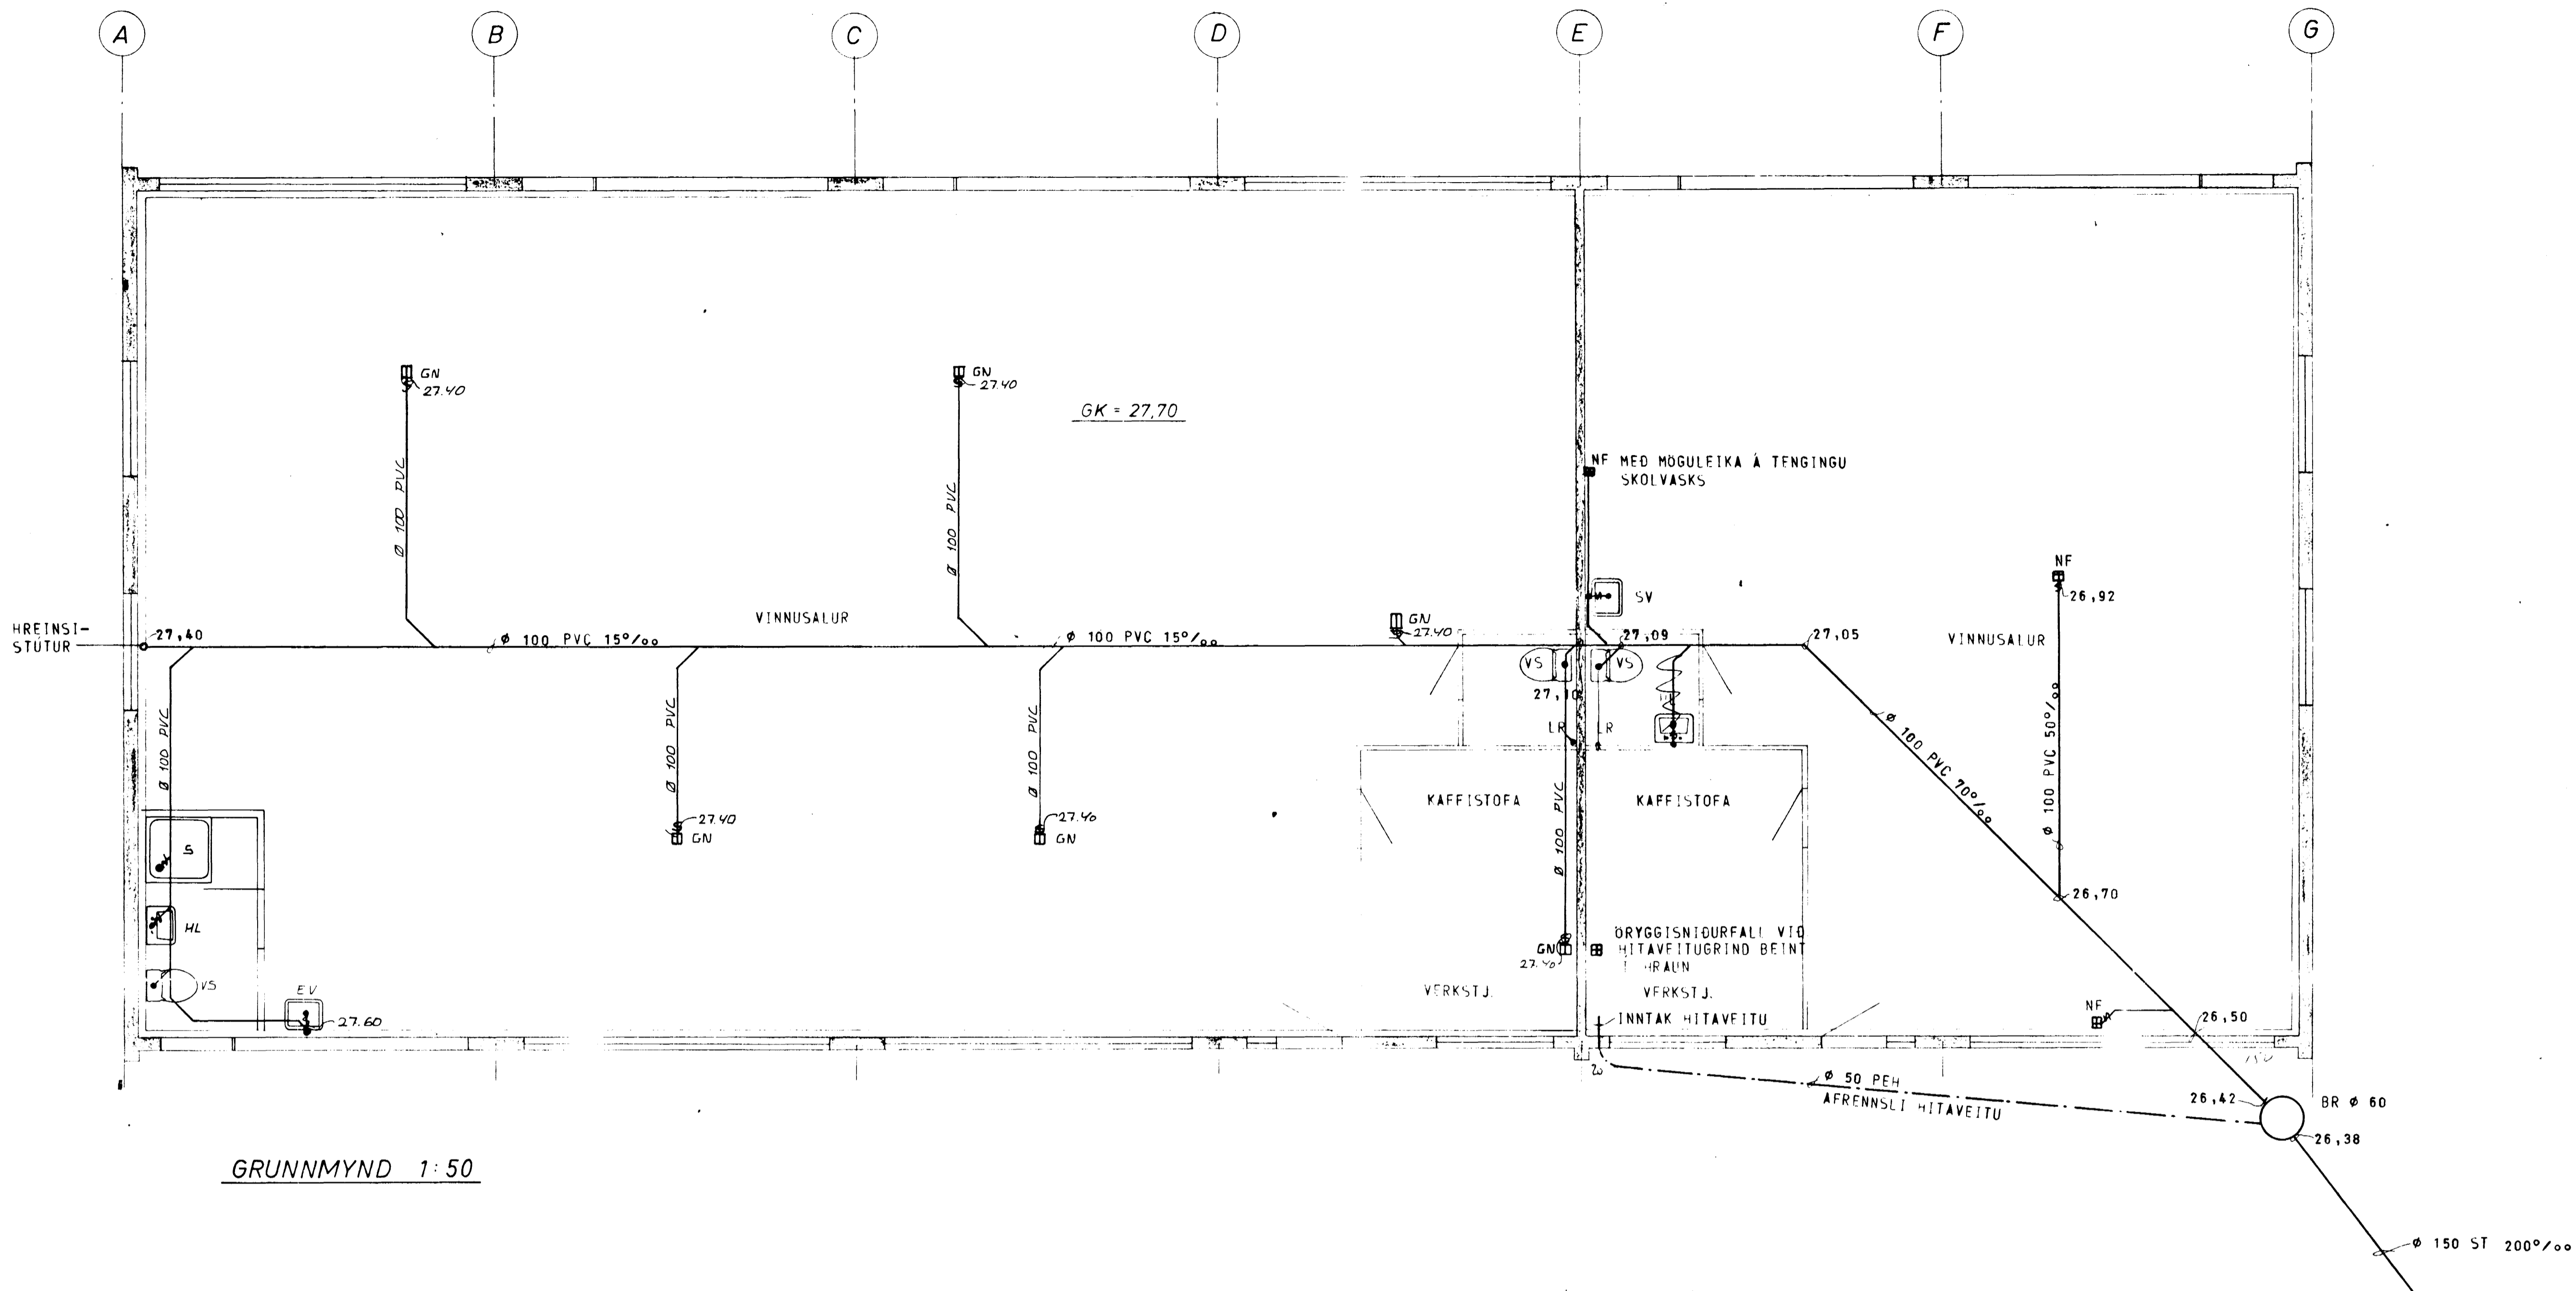 A
B
C
D
E
F
G
GN
27.40
GN
27.40
GK = 27,70
Ø 100 PVC
Ø 100 PVC
NF MEÐ MÖGULEIKA Á TENGINGU
SKOLVASKS
NF
26,92
SV
HREINSI-
STÚTUR
27,40
Ø 100 PVC 15°/oo
VINNUSALUR
Ø 100 PVC 15°/oo
GN
27.40
27,09
27,05
VINNUSALUR
VS
VS
27,10
LR
LR
Ø 100 PVC
Ø 100 PVC
Ø 100 PVC
Ø 100 PVC 70°/oo
Ø 100 PVC 50°/oo
27.40
GN
27.40
GN
KAFFISTOFA
KAFFISTOFA
Ø 100 PVC
S
HL
VS
EV
27.60
26,70
GN
27.40
ÖRYGGISNIÐURFALL VIÐ
HITAVEITUGRIND BEINT
Í HRAUN
VERKSTJ.
VERKSTJ.
INNTAK HITAVEITU
NF
26,50
Ø 50 PEH
AFRENNSLI HITAVEITU
26,42
BR Ø 60
26,38
GRUNNMYND 1:50
Ø 150 ST 200°/oo